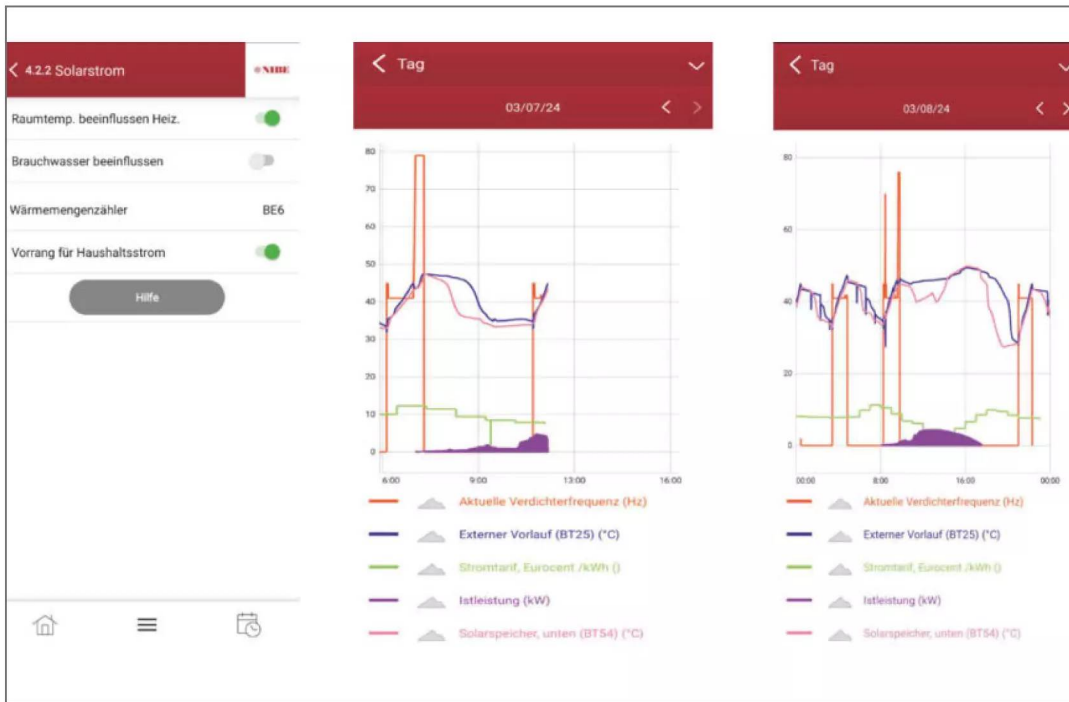 4.2.2 Solarstrom
NIBE
Raumtemp. beeinflussen Heiz.
Brauchwasser beeinflussen
Wärmemengenzähler BE6
Vorrang für Haushaltsstrom
Hilfe
Tag
03/07/24
80
70
60
50
40
30
20
10
0
6:00 9:00 13:00 16:00
Aktuelle Verdichterfrequenz (Hz)
Externer Vorlauf (BT25) (°C)
Stromtarif, Eurocent /kWh ()
Istleistung (kW)
Solarspeicher, unten (BT54) (°C)
Tag
03/08/24
80
60
50
40
20
20
0
00:00 8:00 16:00 00:00
Aktuelle Verdichterfrequenz (Hz)
Externer Vorlauf (BT25) (°C)
Stromtarif, Eurocent /kWh ()
Istleistung (kW)
Solarspeicher, unten (BT54) (°C)